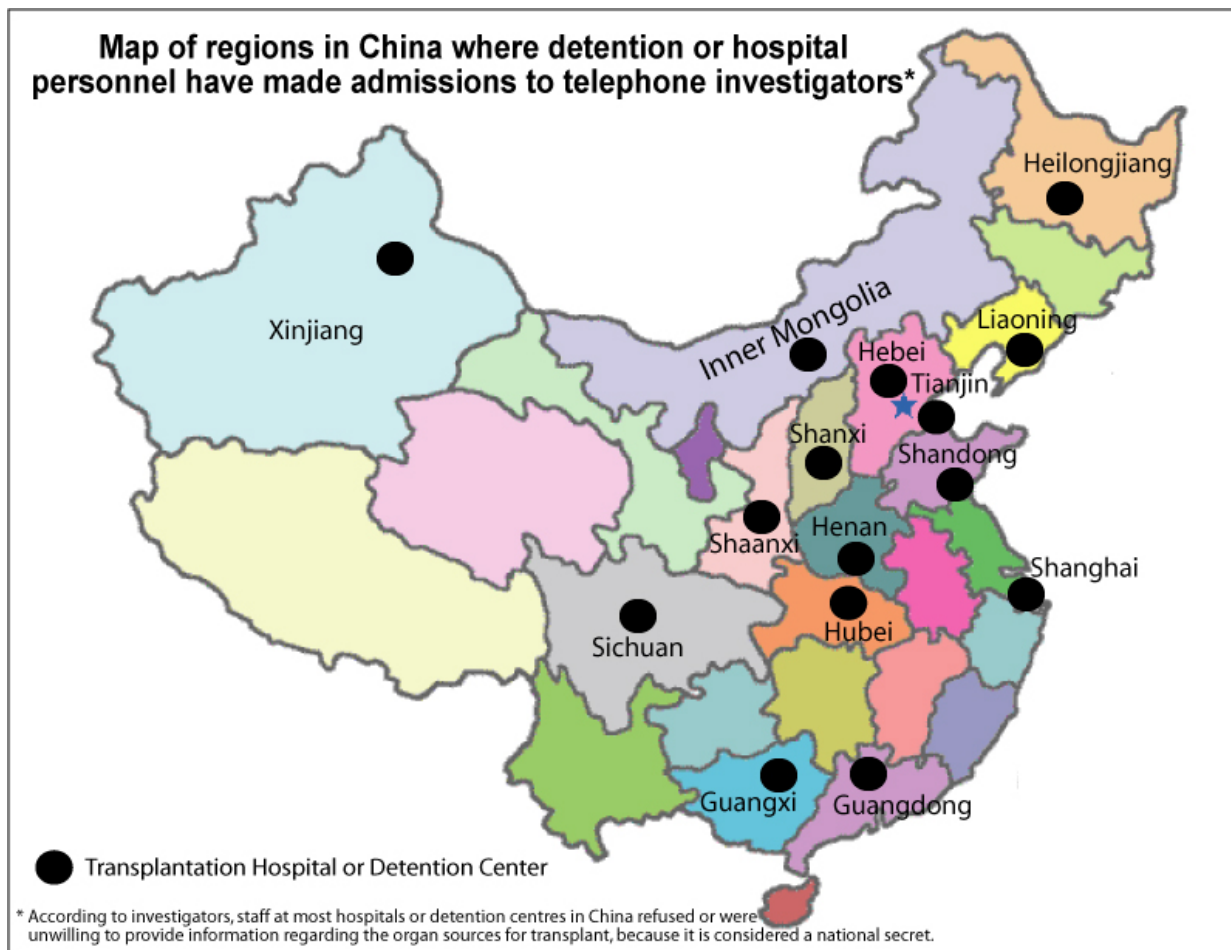 Map of regions in China where detention or hospital
personnel have made admissions to telephone investigators*
Heilongjiang
Xinjiang
Inner Mongolia
Liaoning
Hebei
Tianjin
Shanxi
Shandong
Shaanxi
Henan
Shanghai
Hubei
Sichuan
Guangxi
Guangdong
Transplantation Hospital or Detention Center
* According to investigators, staff at most hospitals or detention centres in China refused or were
unwilling to provide information regarding the organ sources for transplant, because it is considered a national secret.